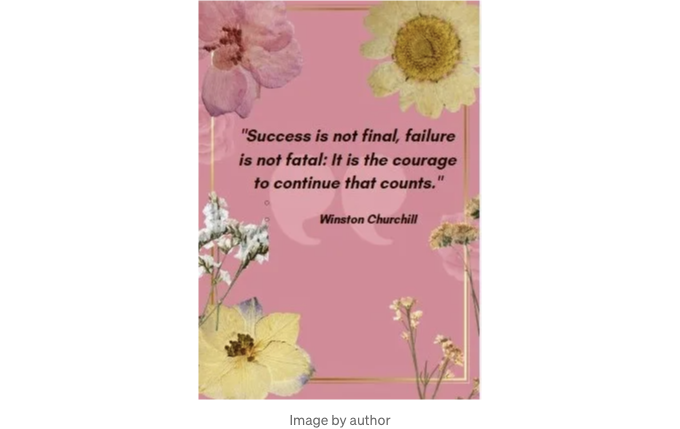 "Success is not final, failure
is not fatal: It is the courage
to continue that counts."
Winston Churchill
Image by author